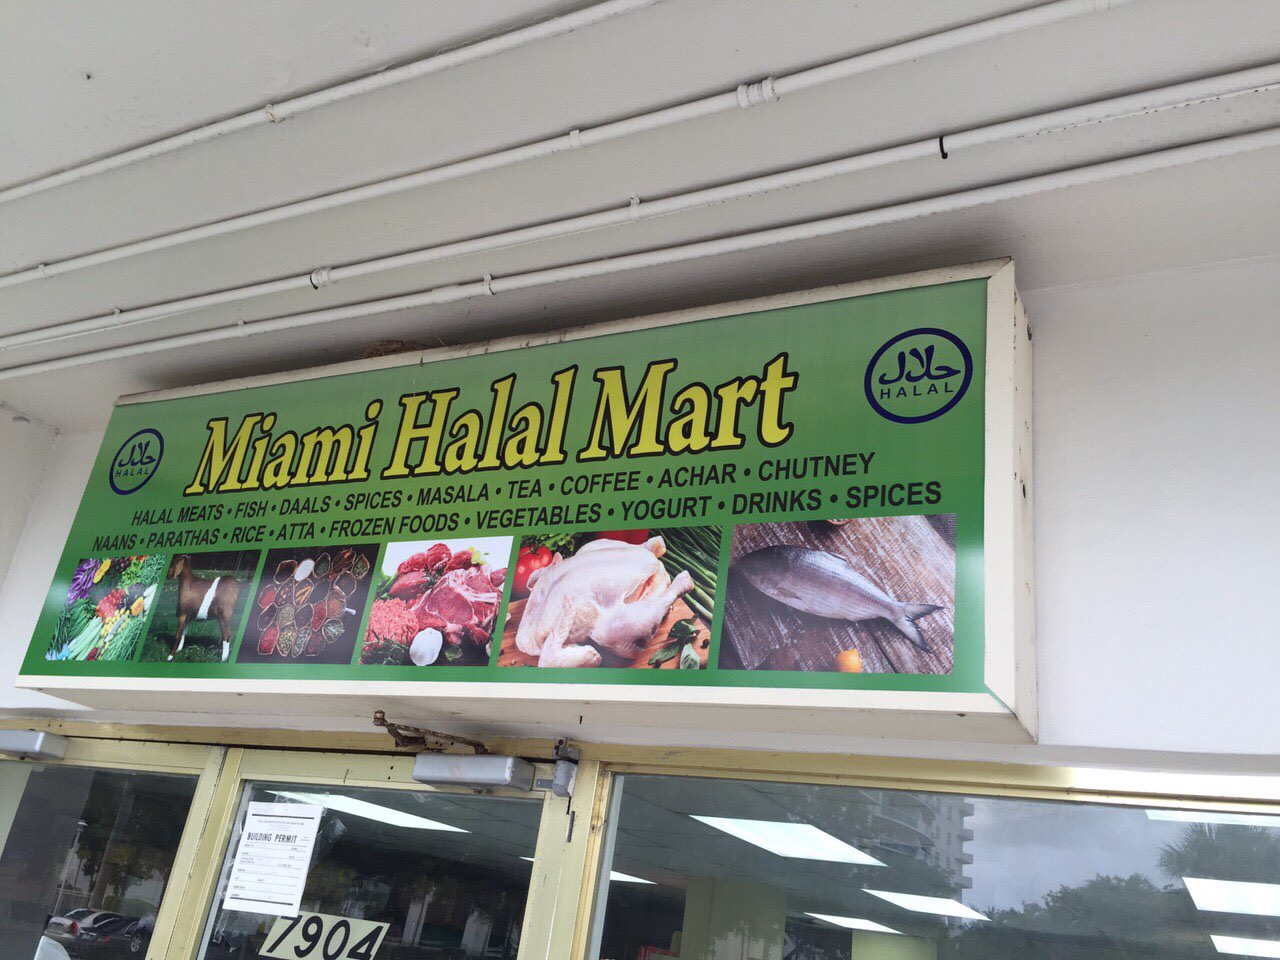 Miami Halal Mart
حلال
HALAL
حلال
HALAL
HALAL MEATS • FISH • DAALS • SPICES • MASALA • TEA • COFFEE • ACHAR • CHUTNEY
NAANS • PARATHAS • RICE • ATTA • FROZEN FOODS • VEGETABLES • YOGURT • DRINKS • SPICES
BUILDING PERMIT
7904